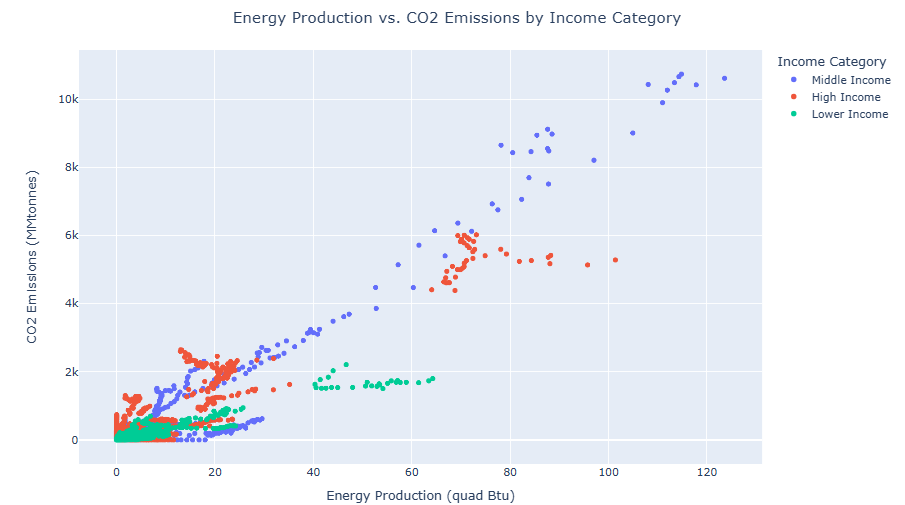 Energy Production vs. CO2 Emissions by Income Category
Income Category
Middle Income
High Income
Lower Income
CO2 Emissions (MMtonnes)
10k
8k
6k
4k
2k
0
0
20
40
60
80
100
120
Energy Production (quad Btu)